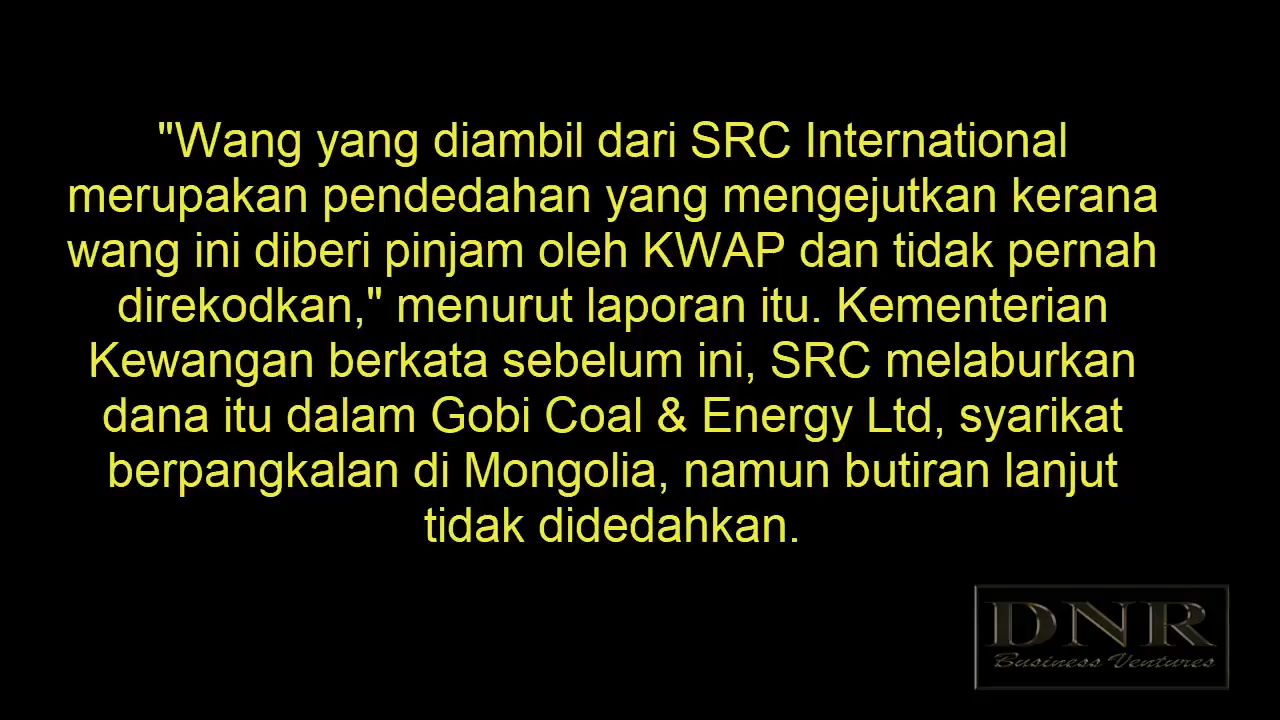 "Wang yang diambil dari SRC International
merupakan pendedahan yang mengejutkan kerana
wang ini diberi pinjam oleh KWAP dan tidak pernah
direkodkan," menurut laporan itu. Kementerian
Kewangan berkata sebelum ini, SRC melaburkan
dana itu dalam Gobi Coal & Energy Ltd, syarikat
berpangkalan di Mongolia, namun butiran lanjut
tidak didedahkan.
DNR
Business Ventures